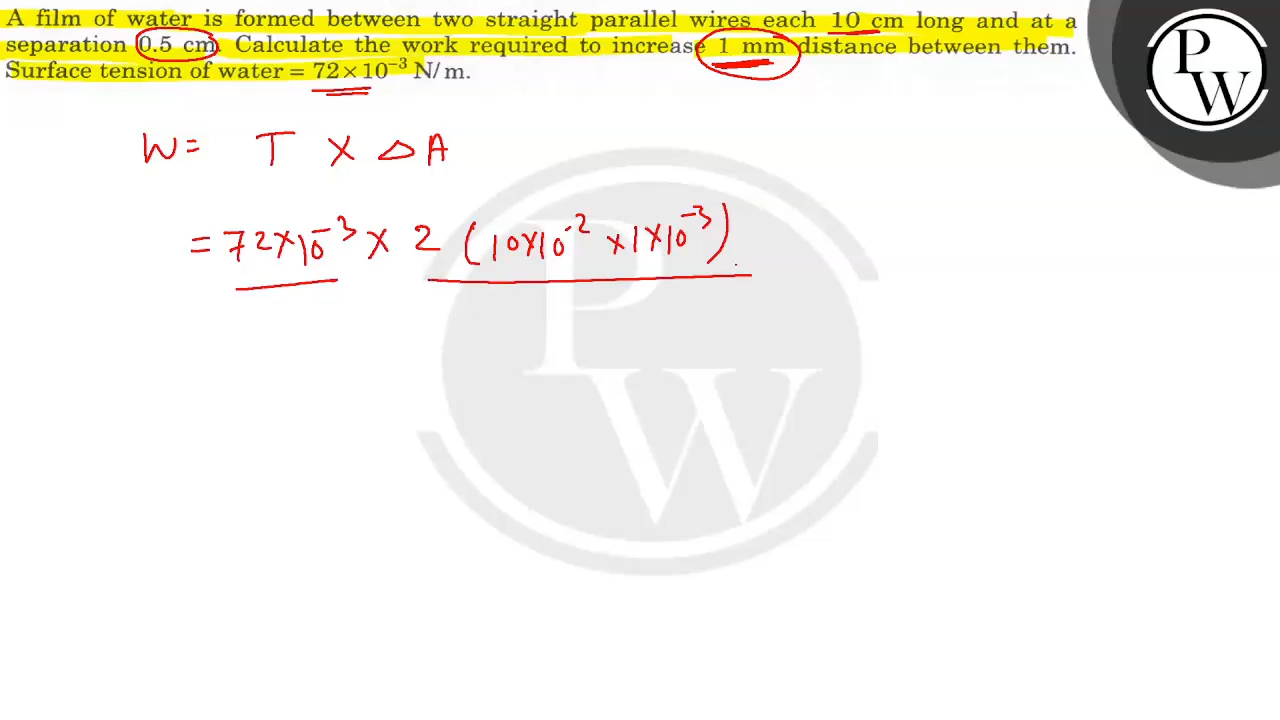 A film of water is formed between two straight parallel wires each 10 cm long and at a
separation 0.5 cm. Calculate the work required to increase 1 mm distance between them.
Surface tension of water = 72×10⁻³ N/m.
W= T × △A
= 72×10⁻³ × 2 (10×10⁻² ×1×10⁻³)
P
W
P
W